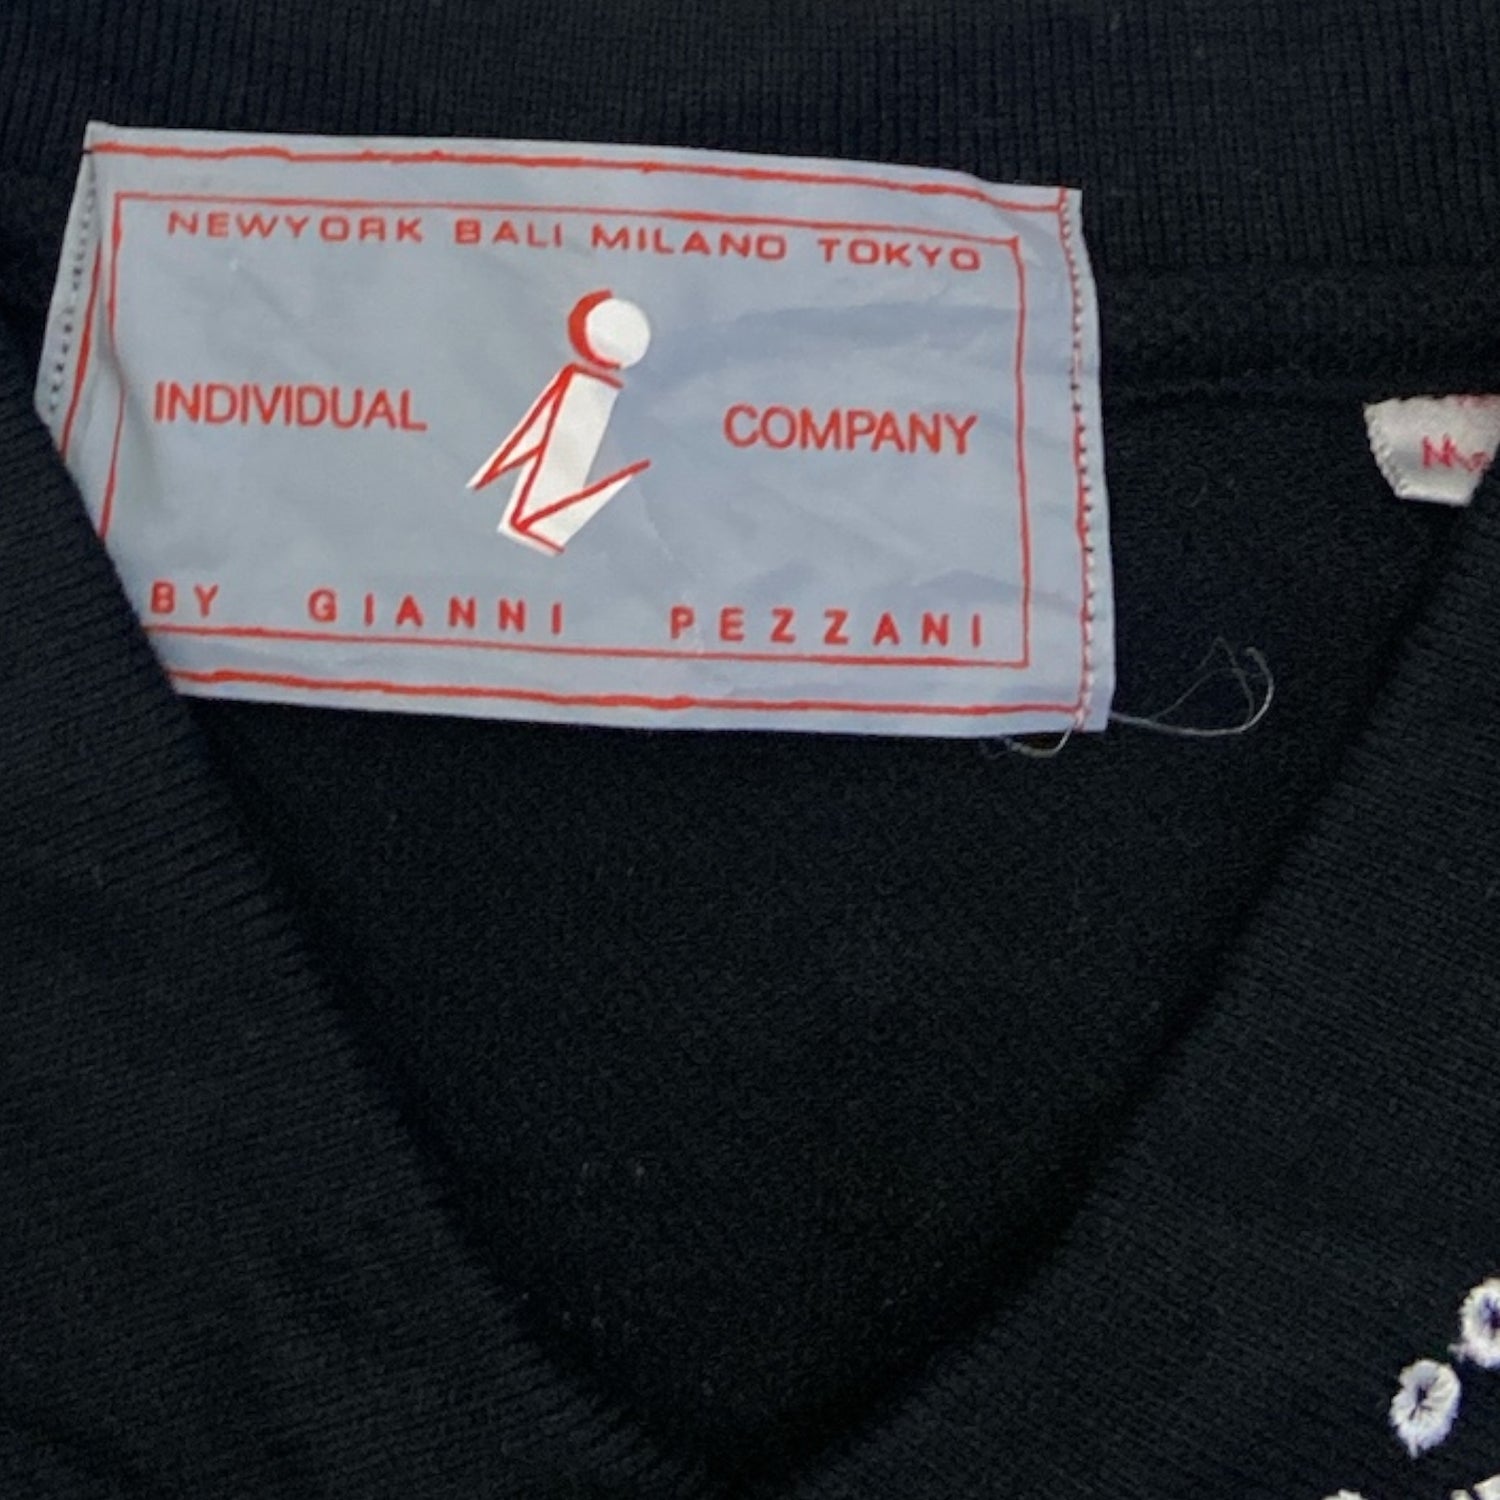 NEWYORK BALI MILANO TOKYO
INDIVIDUAL COMPANY
BY GIANNI PEZZANI